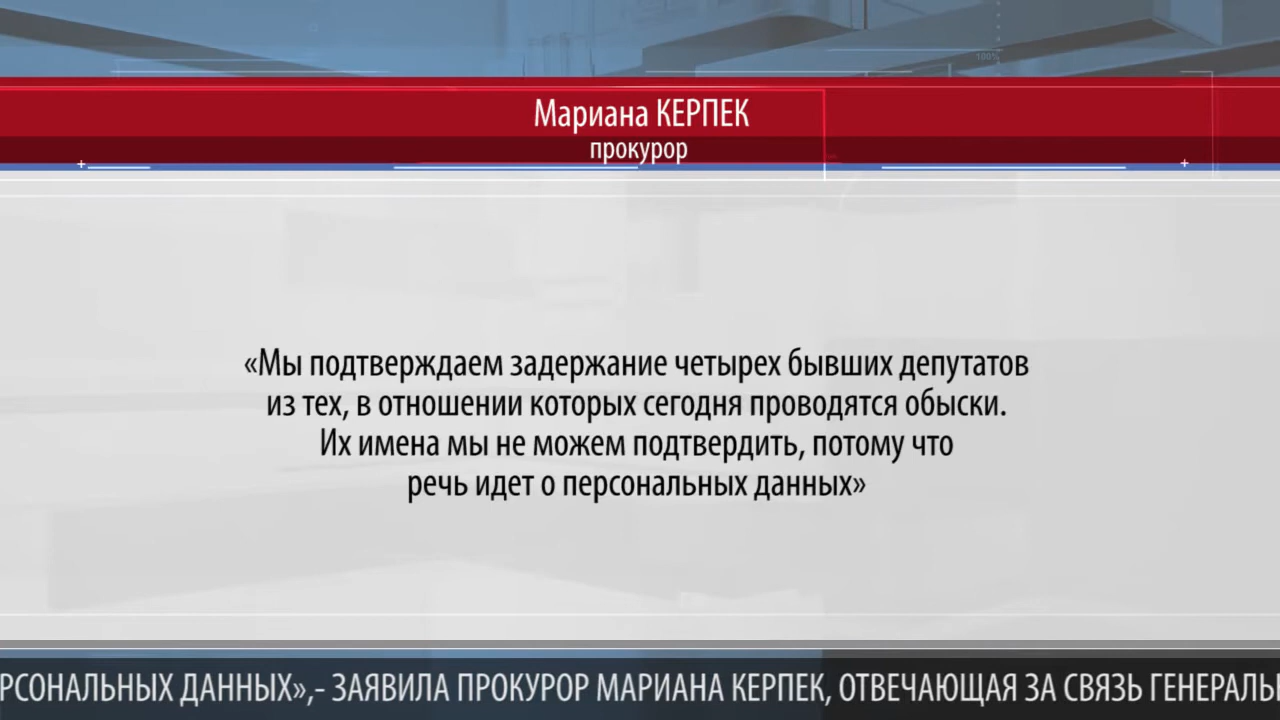 100%
Мариана КЕРПЕК
прокурор
«Мы подтверждаем задержание четырех бывших депутатов
из тех, в отношении которых сегодня проводятся обыски.
Их имена мы не можем подтвердить, потому что
речь идет о персональных данных»
РСОНАЛЬНЫХ ДАННЫХ»,- ЗАЯВИЛА ПРОКУРОР МАРИАНА КЕРПЕК, ОТВЕЧАЮЩАЯ ЗА СВЯЗЬ ГЕНЕРАЛЬ